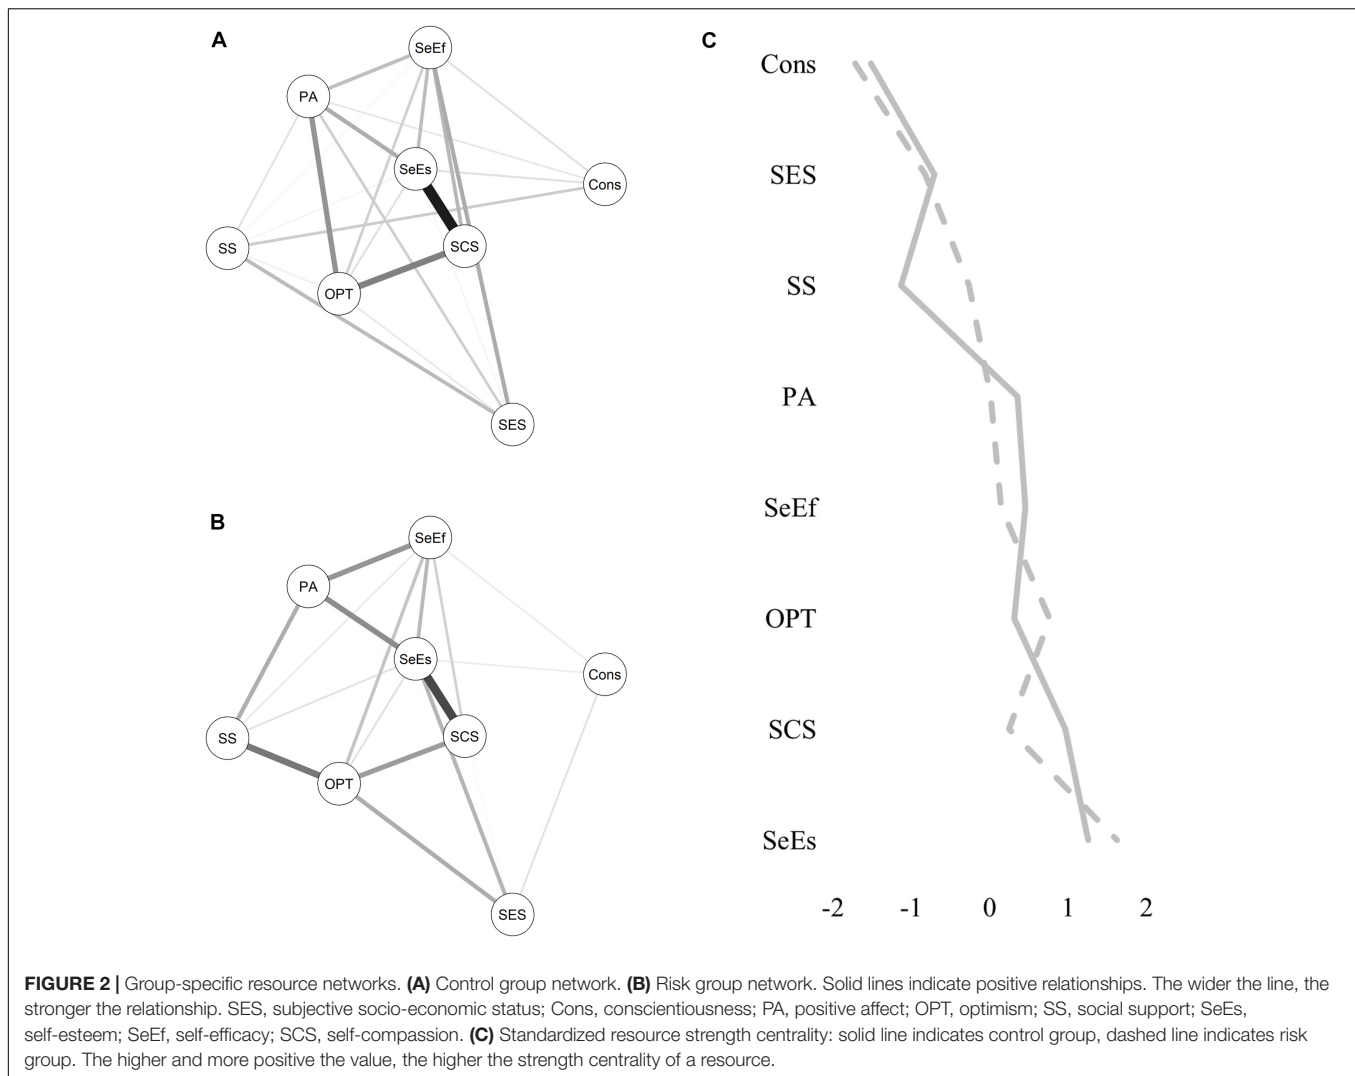 A
SeEf
PA
SeEs
Cons
SS
SCS
OPT
SES
B
SeEf
PA
SeEs
Cons
SS
SCS
OPT
SES
C
Cons
SES
SS
PA
SeEf
OPT
SCS
SeEs
-2 -1 0 1 2
FIGURE 2 | Group-specific resource networks. (A) Control group network. (B) Risk group network. Solid lines indicate positive relationships. The wider the line, the
stronger the relationship. SES, subjective socio-economic status; Cons, conscientiousness; PA, positive affect; OPT, optimism; SS, social support; SeEs,
self-esteem; SeEf, self-efficacy; SCS, self-compassion. (C) Standardized resource strength centrality: solid line indicates control group, dashed line indicates risk
group. The higher and more positive the value, the higher the strength centrality of a resource.